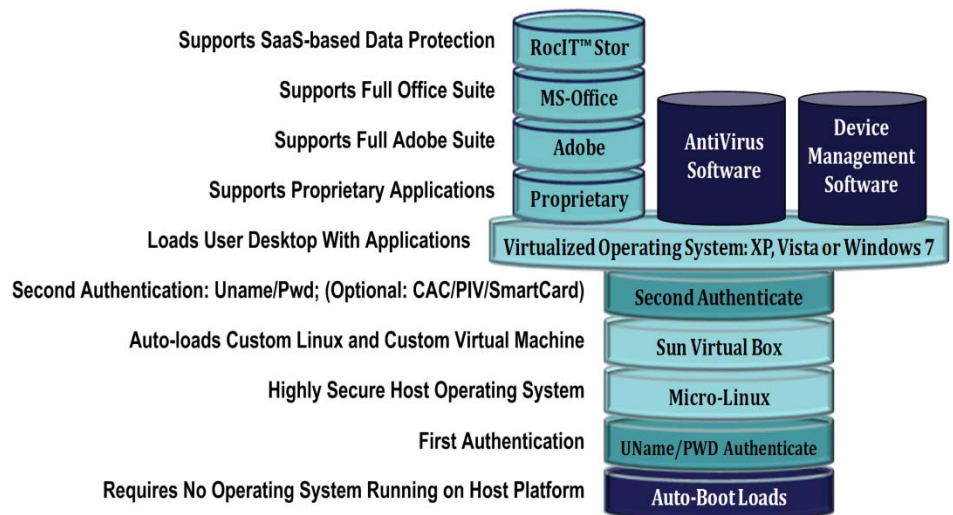 Supports SaaS-based Data Protection
RocIT™ Stor
Supports Full Office Suite
MS-Office
Supports Full Adobe Suite
Adobe
AntiVirus
Software
Device
Management
Software
Supports Proprietary Applications
Proprietary
Loads User Desktop With Applications
Virtualized Operating System: XP, Vista or Windows 7
Second Authentication: Uname/Pwd; (Optional: CAC/PIV/SmartCard)
Second Authenticate
Auto-loads Custom Linux and Custom Virtual Machine
Sun Virtual Box
Highly Secure Host Operating System
Micro-Linux
First Authentication
UName/PWD Authenticate
Requires No Operating System Running on Host Platform
Auto-Boot Loads